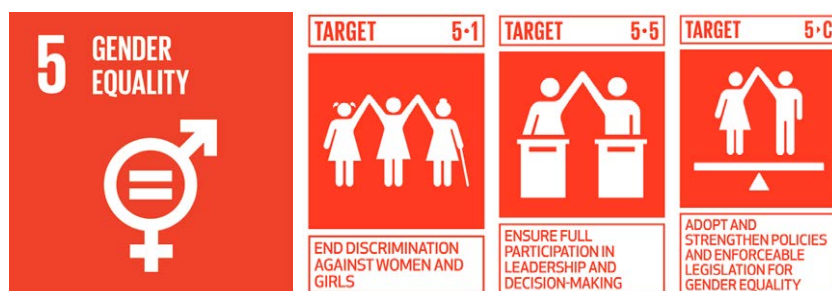 5 GENDER
EQUALITY
TARGET 5·1
END DISCRIMINATION
AGAINST WOMEN AND
GIRLS
TARGET 5·5
ENSURE FULL
PARTICIPATION IN
LEADERSHIP AND
DECISION-MAKING
TARGET 5·C
ADOPT AND
STRENGTHEN POLICIES
AND ENFORCEABLE
LEGISLATION FOR
GENDER EQUALITY